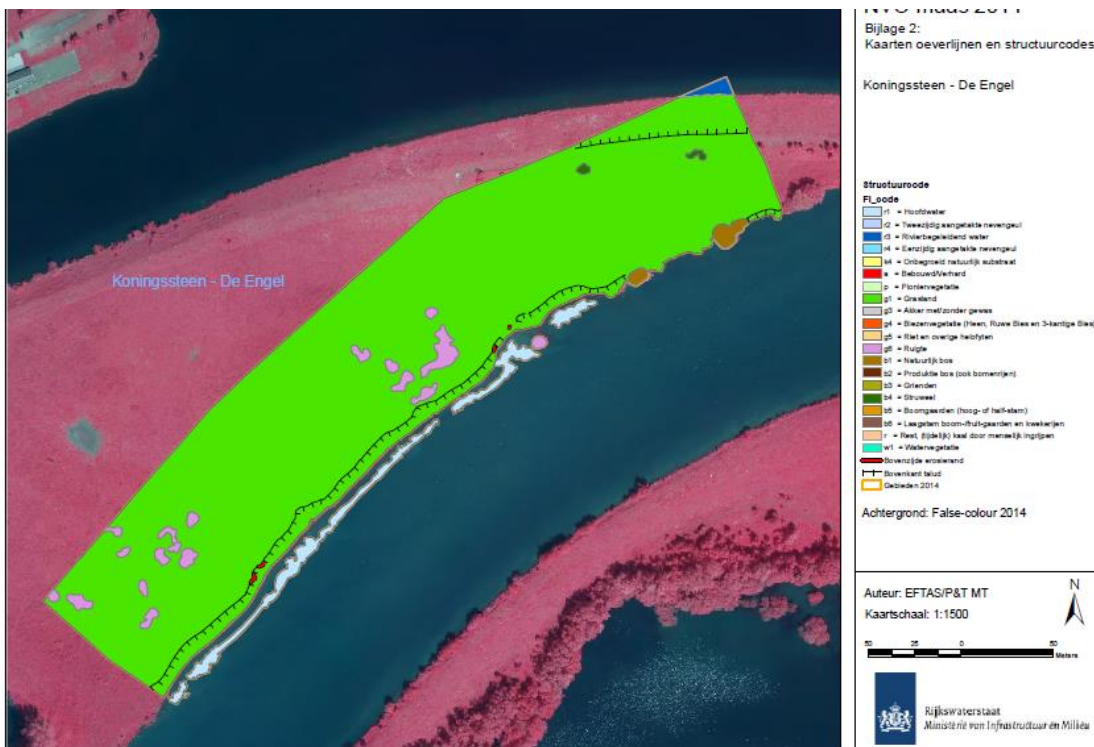 Bijlage 2:
Kaarten oeverlijnen en structuurcodes
Koningssteen - De Engel
Koningssteen - De Engel
Structuurcode
FI_code
r1 = Hoofdwater
r2 = Tweezijdig aangetakte nevengeul
r3 = Rivierbegeleidend water
r4 = Eenzijdig aangetakte nevengeul
k4 = Onbegroeid natuurlijk substraat
a = Bebouwd/Verhard
p = Pioniervegetatie
g1 = Grasland
g3 = Akker met/zonder gewas
g4 = Biezenvegetatie (Heen, Ruwe Bies en 3-kantige Bies)
g5 = Riet en overige helofyten
g6 = Ruigte
b1 = Natuurlijk bos
b2 = Productie bos (ook bomenrijen)
b3 = Grienden
b4 = Struweel
b5 = Boomgaarden (hoog- of half-stam)
b6 = Laagstam boom-/fruit-gaarden en kwekerijen
r = Rest, (tijdelijk) kaal door menselijk ingrijpen
w1 = Watervegetatie
Bovenzijde erosierand
Bovenkant talud
Gebieden 2014
Achtergrond: False-colour 2014
Auteur: EFTAS/P&T MT
Kaartschaal: 1:1500
N
50 25 0 50
Meters
Rijkswaterstaat
Ministerie van Infrastructuur en Milieu